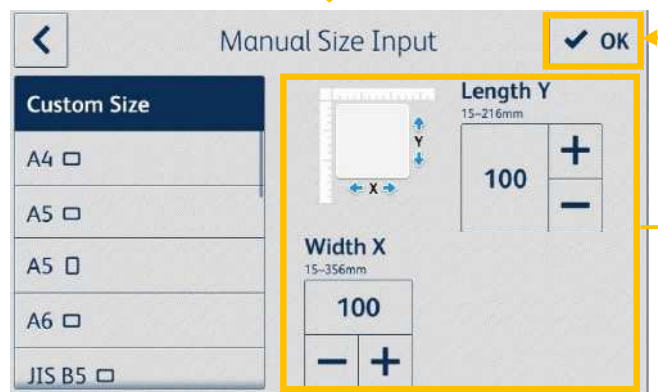 Manual Size Input
OK
Custom Size
A4
A5
A5
A6
JIS B5
Length Y
15–216mm
100
Y
X
Width X
15–356mm
100